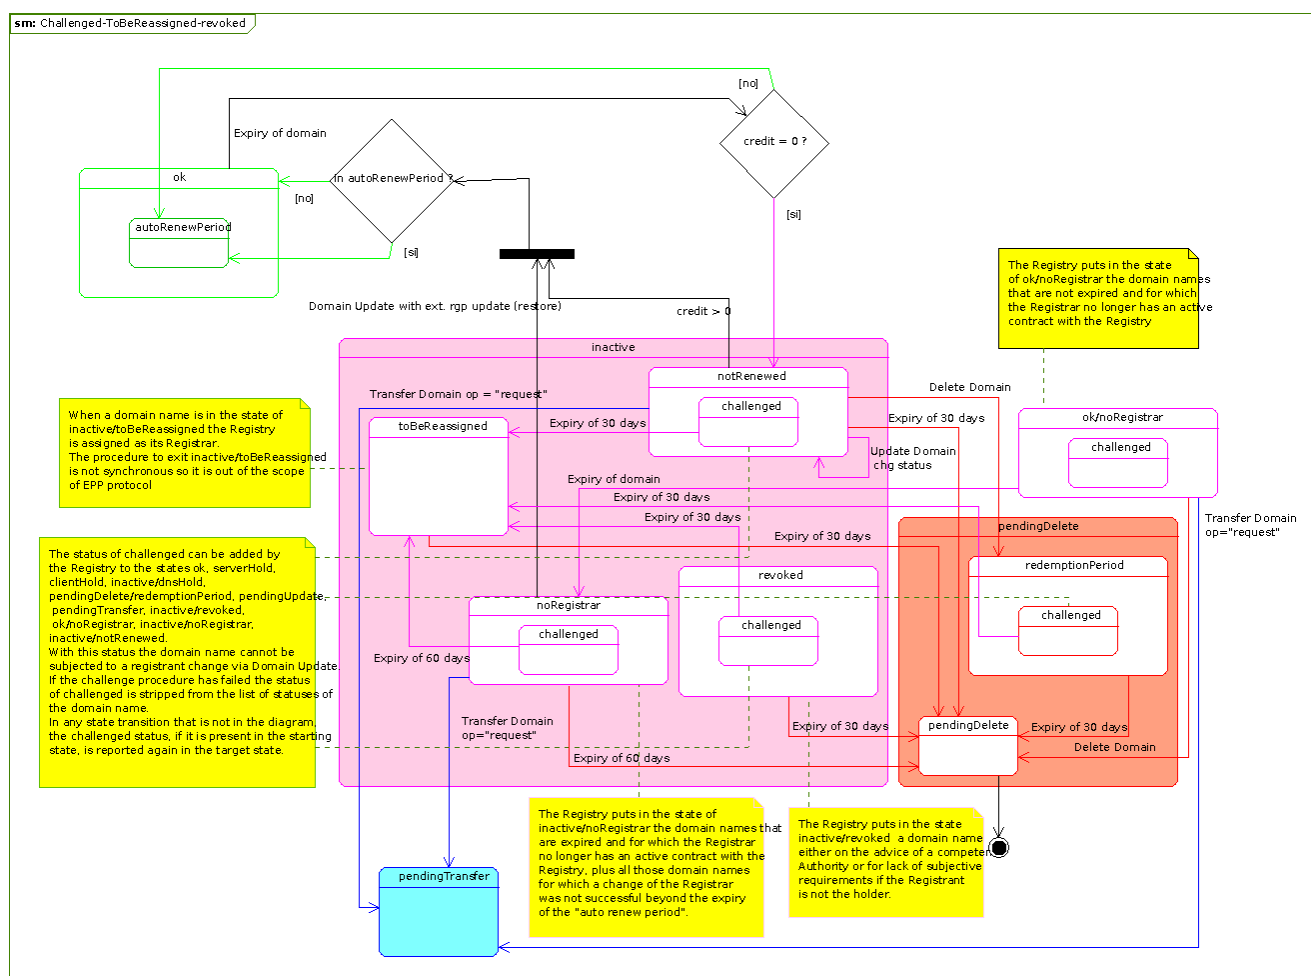 sm: Challenged-ToBeReassigned-revoked
[no]
Expiry of domain
credit = 0 ?
ok
in autoRenewPeriod ?
[no]
[si]
autoRenewPeriod
[si]
The Registry puts in the state
of ok/noRegistrar the domain names
that are not expired and for which
the Registrar no longer has an active
contract with the Registry
Domain Update with ext. rgp update (restore)
credit > 0
inactive
notRenewed
Transfer Domain op = "request"
Delete Domain
challenged
When a domain name is in the state of
inactive/toBeReassigned the Registry
is assigned as its Registrar.
The procedure to exit inactive/toBeReassigned
is not synchronous so it is out of the scope
of EPP protocol
toBeReassigned
Expiry of 30 days
Expiry of 30 days
ok/noRegistrar
challenged
Update Domain
chg status
Expiry of domain
Expiry of 30 days
Expiry of 30 days
Transfer Domain
op="request"
pendingDelete
Expiry of 30 days
The status of challenged can be added by
the Registry to the states ok, serverHold,
clientHold, inactive/dnsHold,
pendingDelete/redemptionPeriod, pendingUpdate,
pendingTransfer, inactive/revoked,
ok/noRegistrar, inactive/noRegistrar,
inactive/notRenewed.
With this status the domain name cannot be
subjected to a registrant change via Domain Update.
If the challenge procedure has failed the status
of challenged is stripped from the list of statuses of
the domain name.
In any state transition that is not in the diagram,
the challenged status, if it is present in the starting
state, is reported again in the target state.
redemptionPeriod
challenged
revoked
challenged
noRegistrar
challenged
Expiry of 60 days
Transfer Domain
op="request"
Expiry of 30 days
pendingDelete
Expiry of 30 days
Delete Domain
Expiry of 60 days
The Registry puts in the state of
inactive/noRegistrar the domain names that
are expired and for which the Registrar
no longer has an active contract with the
Registry, plus all those domain names
for which a change of the Registrar
was not successful beyond the expiry
of the "auto renew period".
The Registry puts in the state
inactive/revoked a domain name
either on the advice of a competen
Authority or for lack of subjective
requirements if the Registrant
is not the holder.
pendingTransfer